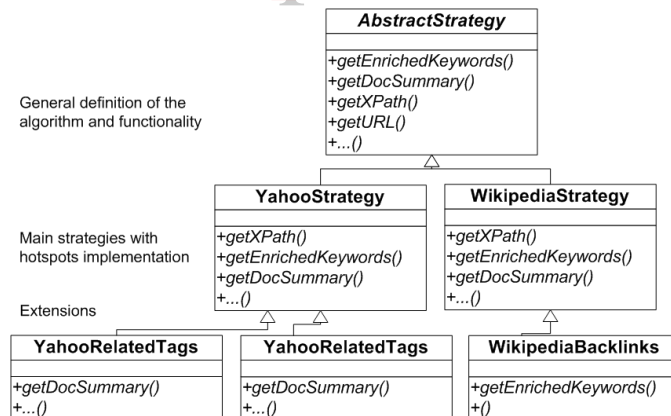 AbstractStrategy
+getEnrichedKeywords()
+getDocSummary()
+getXPath()
+getURL()
+...()
General definition of the
algorithm and functionality
YahooStrategy
+getXPath()
+getEnrichedKeywords()
+getDocSummary()
+...()
WikipediaStrategy
+getXPath()
+getEnrichedKeywords()
+getDocSummary()
+...()
Main strategies with
hotspots implementation
Extensions
YahooRelatedTags
+getDocSummary()
+...()
YahooRelatedTags
+getDocSummary()
+...()
WikipediaBacklinks
+getEnrichedKeywords()
+()